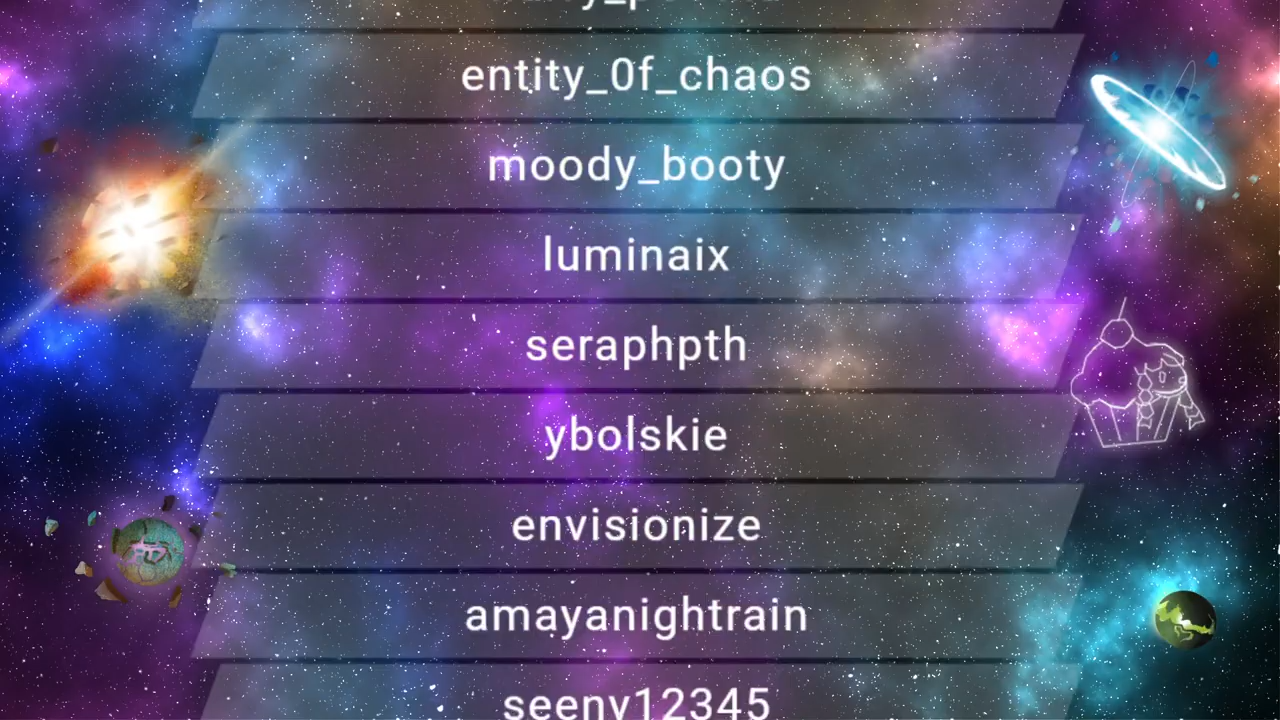 entity_0f_chaos
moody_booty
luminaix
seraphpth
ybolskie
envisionize
amayanightrain